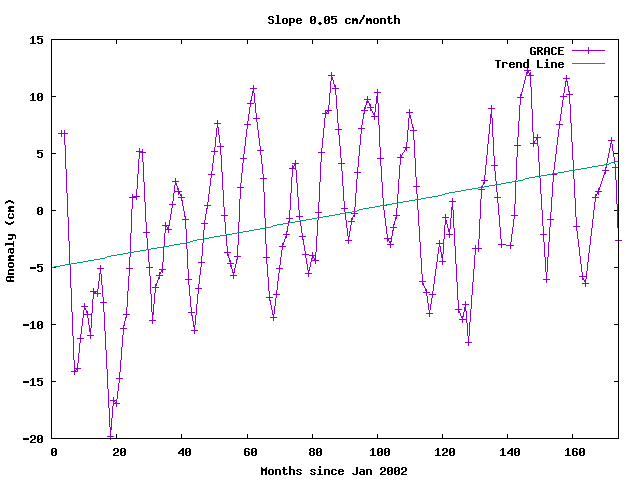 Slope 0.05 cm/month
GRACE
Trend Line
15
10
5
0
-5
-10
-15
-20
Anomaly (cm)
0 20 40 60 80 100 120 140 160
Months since Jan 2002